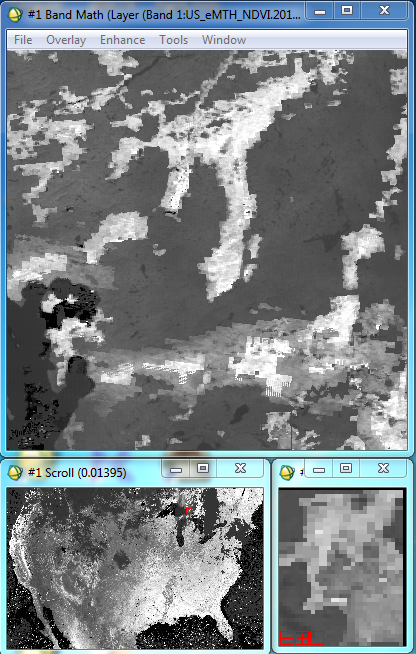 #1 Band Math (Layer (Band 1:US_eMTH_NDVI.201...
File Overlay Enhance Tools Window
#1 Scroll (0.01395)
#